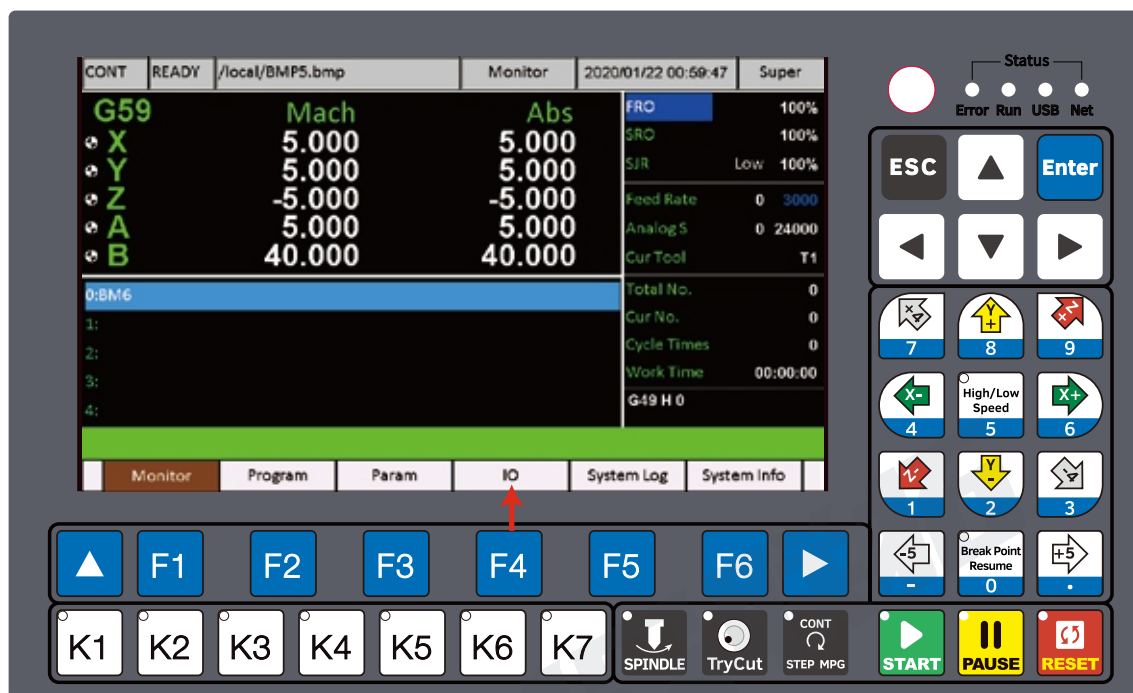 CONT READY /local/BMP5.bmp Monitor 2020/01/22 00:59:47 Super
G59 Mach Abs
X 5.000 5.000
Y 5.000 5.000
Z -5.000 -5.000
A 5.000 5.000
B 40.000 40.000
FRO 100%
SRO 100%
SJR Low 100%
Feed Rate 0 3000
Analog S 0 24000
Cur Tool T1
Total No. 0
Cur No. 0
Cycle Times 0
Work Time 00:00:00
G49 H 0
0:BM6
1:
2:
3:
4:
Monitor Program Param IO System Log System Info
Status
Error Run USB Net
ESC Enter
X4 Y+ Z+
7 8 9
X- High/Low Speed X+
4 5 6
Z- Y- 4
1 2 3
-5 Break Point Resume +5
- 0 .
F1 F2 F3 F4 F5 F6
K1 K2 K3 K4 K5 K6 K7
SPINDLE TryCut CONT STEP MPG START PAUSE RESET